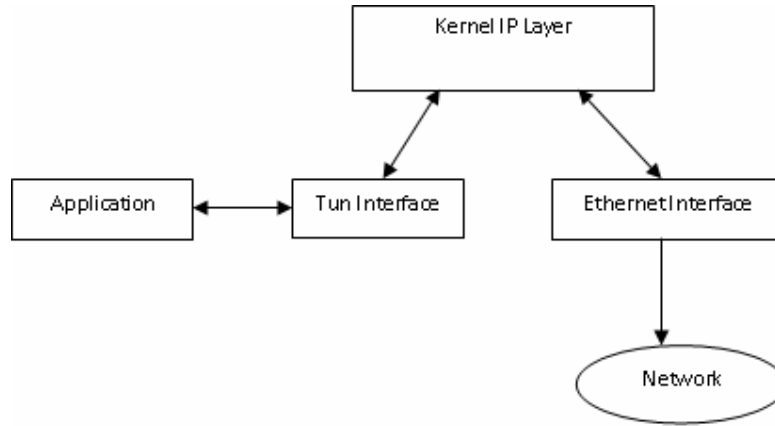 Kernel IP Layer
Application
Tun Interface
Ethernet Interface
Network